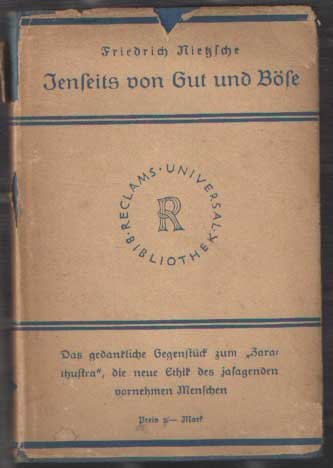 Friedrich Nietzsche
Jenseits von Gut und Böse
RECLAMS · UNIVERSAL · BIBLIOTHEK ·
R
Das gedankliche Gegenstück zum „Zara-
thustra“, die neue Ethik des jasagenden
vornehmen Menschen
Preis 2/— Mark